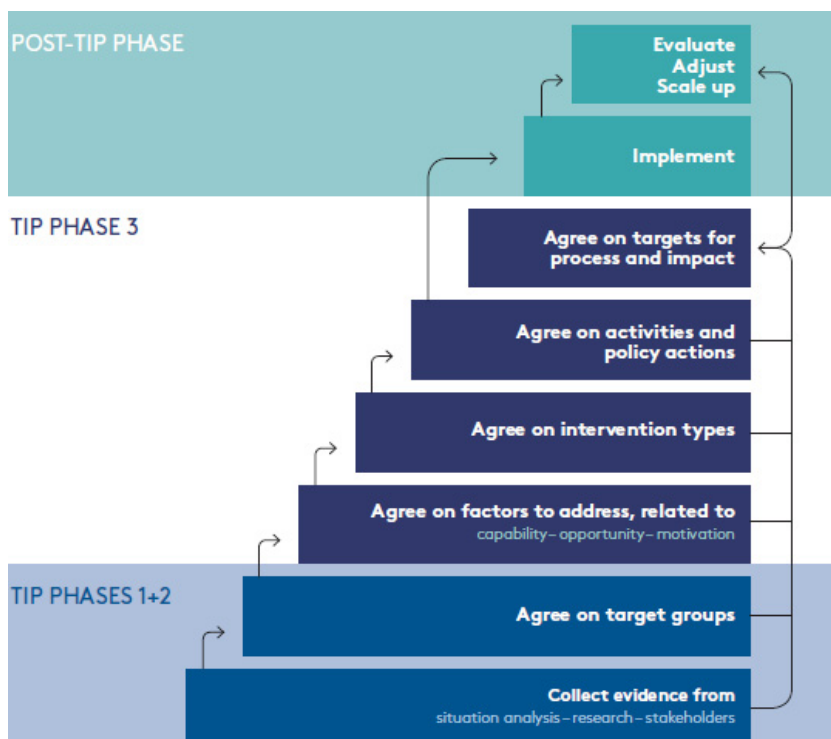 POST-TIP PHASE
Evaluate
Adjust
Scale up
Implement
TIP PHASE 3
Agree on targets for
process and impact
Agree on activities and
policy actions
Agree on intervention types
Agree on factors to address, related to
capability – opportunity – motivation
TIP PHASES 1+2
Agree on target groups
Collect evidence from
situation analysis – research – stakeholders